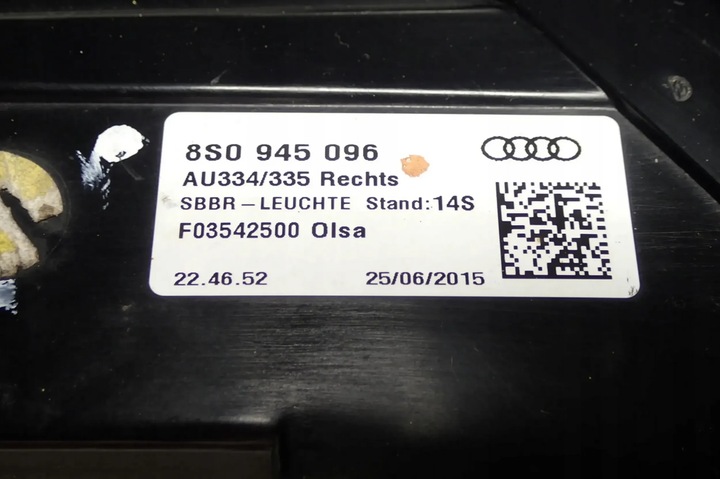 8S0 945 096
AU334/335 Rechts
SBBR-LEUCHTE Stand:14S
F03542500 Olsa
22.46.52 25/06/2015